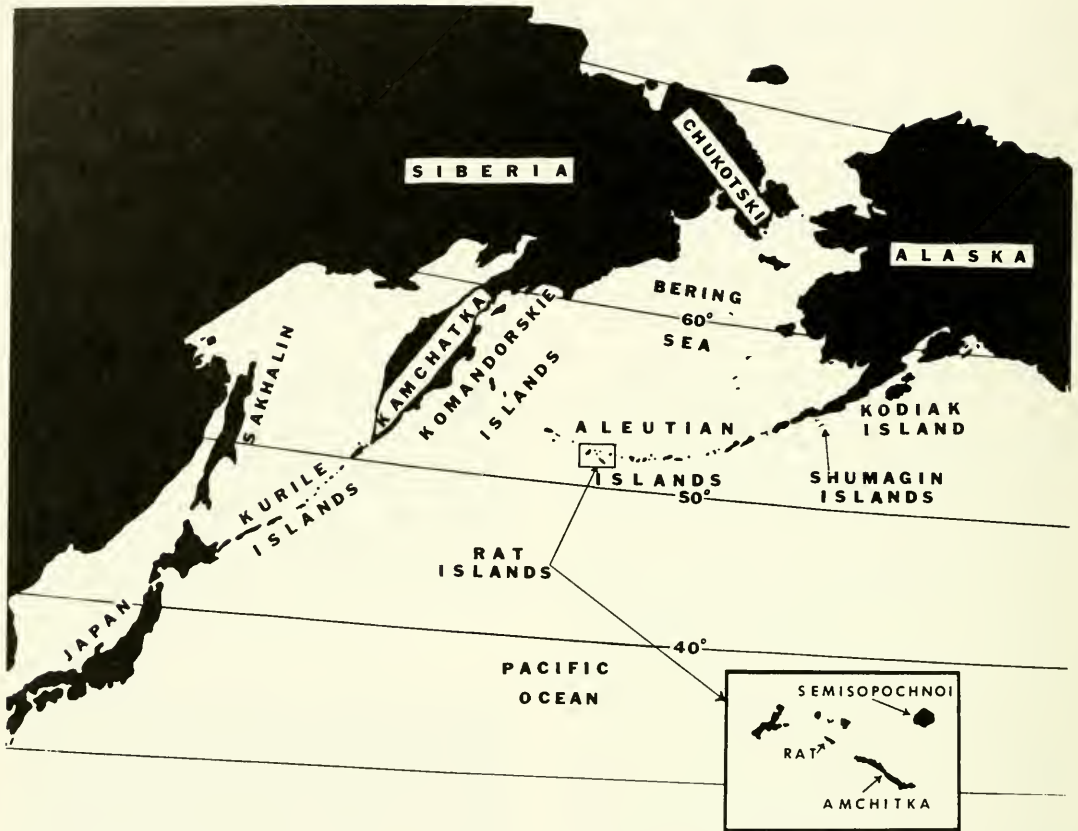 CHUKOTSKI
SIBERIA
ALASKA
BERING
60°
SEA
KAMCHATKA
KOMANDORSKIE
ISLANDS
SAKHALIN
ALEUTIAN
ISLANDS
KODIAK
ISLAND
SHUMAGIN
ISLANDS
50°
KURILE
ISLANDS
RAT
ISLANDS
JAPAN
40°
PACIFIC
OCEAN
SEMISOPOCHNOI
RAT
AMCHITKA